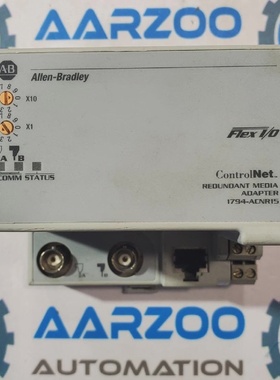 AARZOO
AB
Allen-Bradley
X10
X1
Flex I/O
A B
COMM STATUS
ControlNet.
REDUNDANT MEDIA
ADAPTER
1794-ACNR15
A
B
AARZOO
AUTOMATION